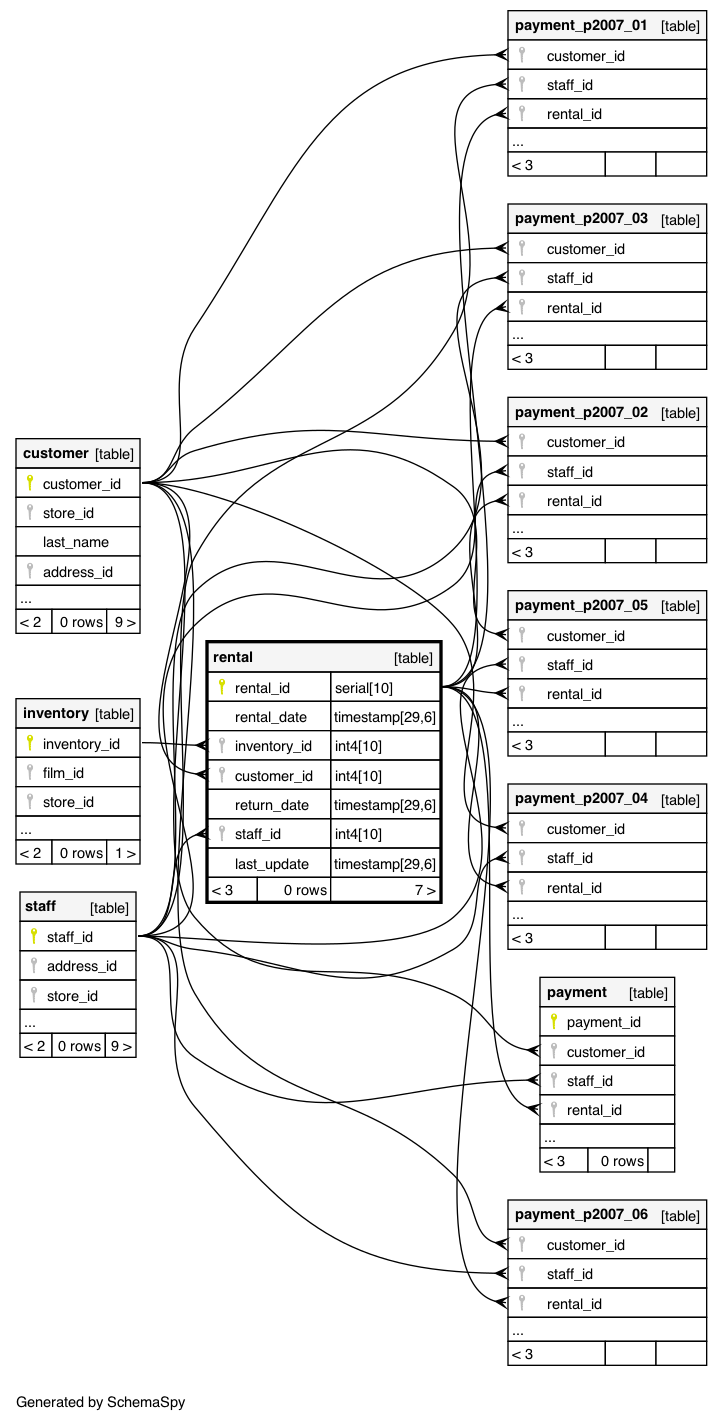 payment_p2007_01 [table]
customer_id
staff_id
rental_id
...
< 3
payment_p2007_03 [table]
customer_id
staff_id
rental_id
...
< 3
payment_p2007_02 [table]
customer_id
staff_id
rental_id
...
< 3
customer [table]
customer_id
store_id
last_name
address_id
...
< 2 0 rows 9 >
payment_p2007_05 [table]
customer_id
staff_id
rental_id
...
< 3
rental [table]
rental_id serial[10]
rental_date timestamp[29,6]
inventory_id int4[10]
customer_id int4[10]
return_date timestamp[29,6]
staff_id int4[10]
last_update timestamp[29,6]
< 3 0 rows 7 >
inventory [table]
inventory_id
film_id
store_id
...
< 2 0 rows 1 >
payment_p2007_04 [table]
customer_id
staff_id
rental_id
...
< 3
staff [table]
staff_id
address_id
store_id
...
< 2 0 rows 9 >
payment [table]
payment_id
customer_id
staff_id
rental_id
...
< 3 0 rows
payment_p2007_06 [table]
customer_id
staff_id
rental_id
...
< 3
Generated by SchemaSpy